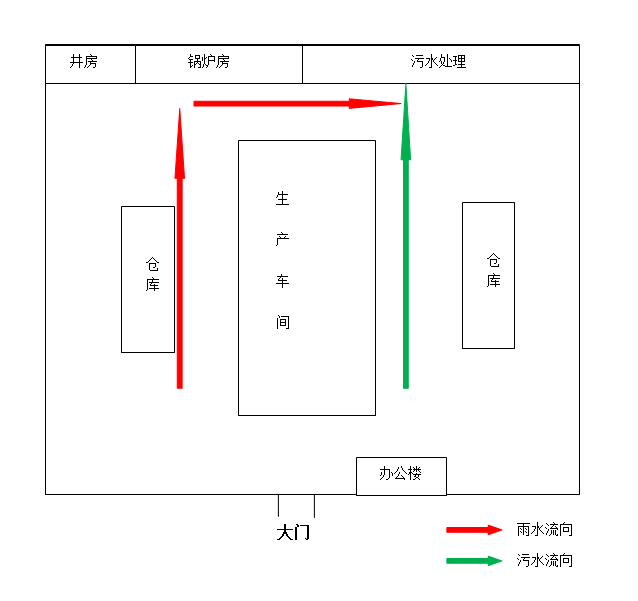 井房
锅炉房
污水处理
生
产
车
间
仓
库
仓
库
办公楼
大门
雨水流向
污水流向